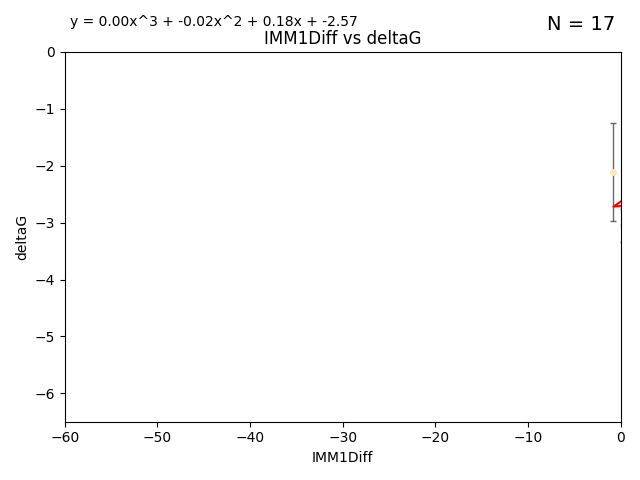 y = 0.00x^3 + -0.02x^2 + 0.18x + -2.57
N = 17
IMM1Diff vs deltaG
deltaG
0
−1
−2
−3
−4
−5
−6
−60
−50
−40
−30
−20
−10
0
IMM1Diff